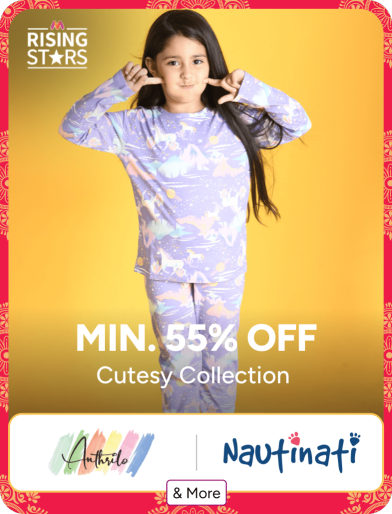 RISING
STARS
MIN. 55% OFF
Cutesy Collection
Anthrilo
Nautinati
& More